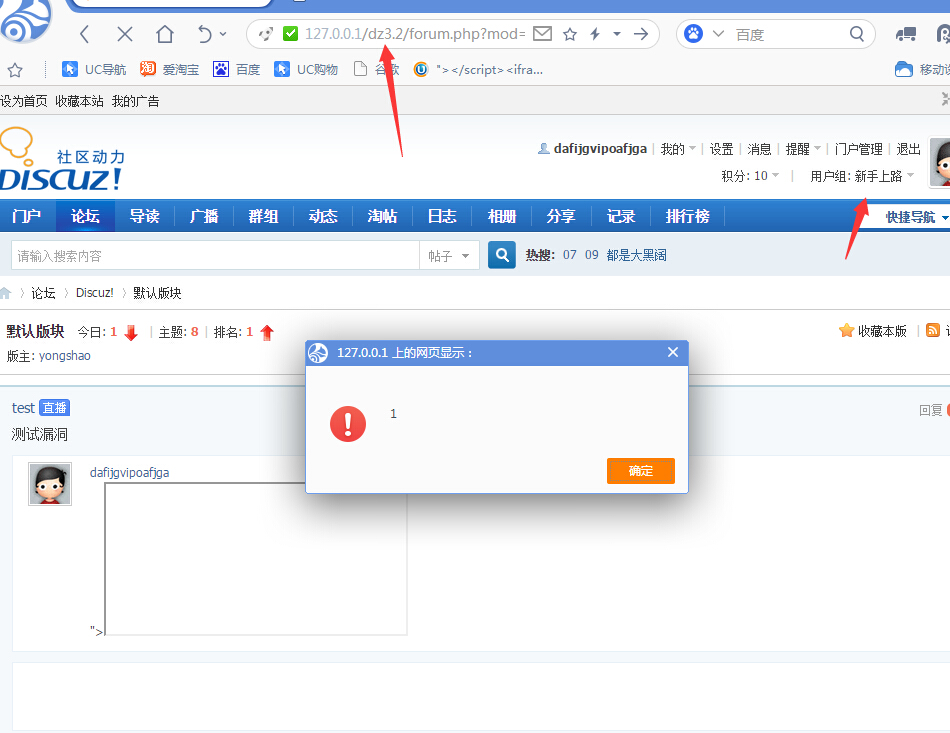 127.0.0.1/dz3.2/forum.php?mod=
百度
UC导航 爱淘宝 百度 UC购物 谷歌 "></script><ifra...
设为首页 收藏本站 我的广告
社区动力
DISCUZ!
dafijgvipoafjga 我的 设置 消息 提醒 门户管理 退出
积分: 10 用户组: 新手上路
门户 论坛 导读 广播 群组 动态 淘帖 日志 相册 分享 记录 排行榜 快捷导航
请输入搜索内容 帖子 热搜: 07 09 都是大黑阔
论坛 Discuz! 默认版块
默认版块 今日: 1 主题: 8 排名: 1 收藏本版
版主: yongshao
127.0.0.1 上的网页显示：
1
确定
test 直播 回复
测试漏洞
dafijgvipoafjga
">